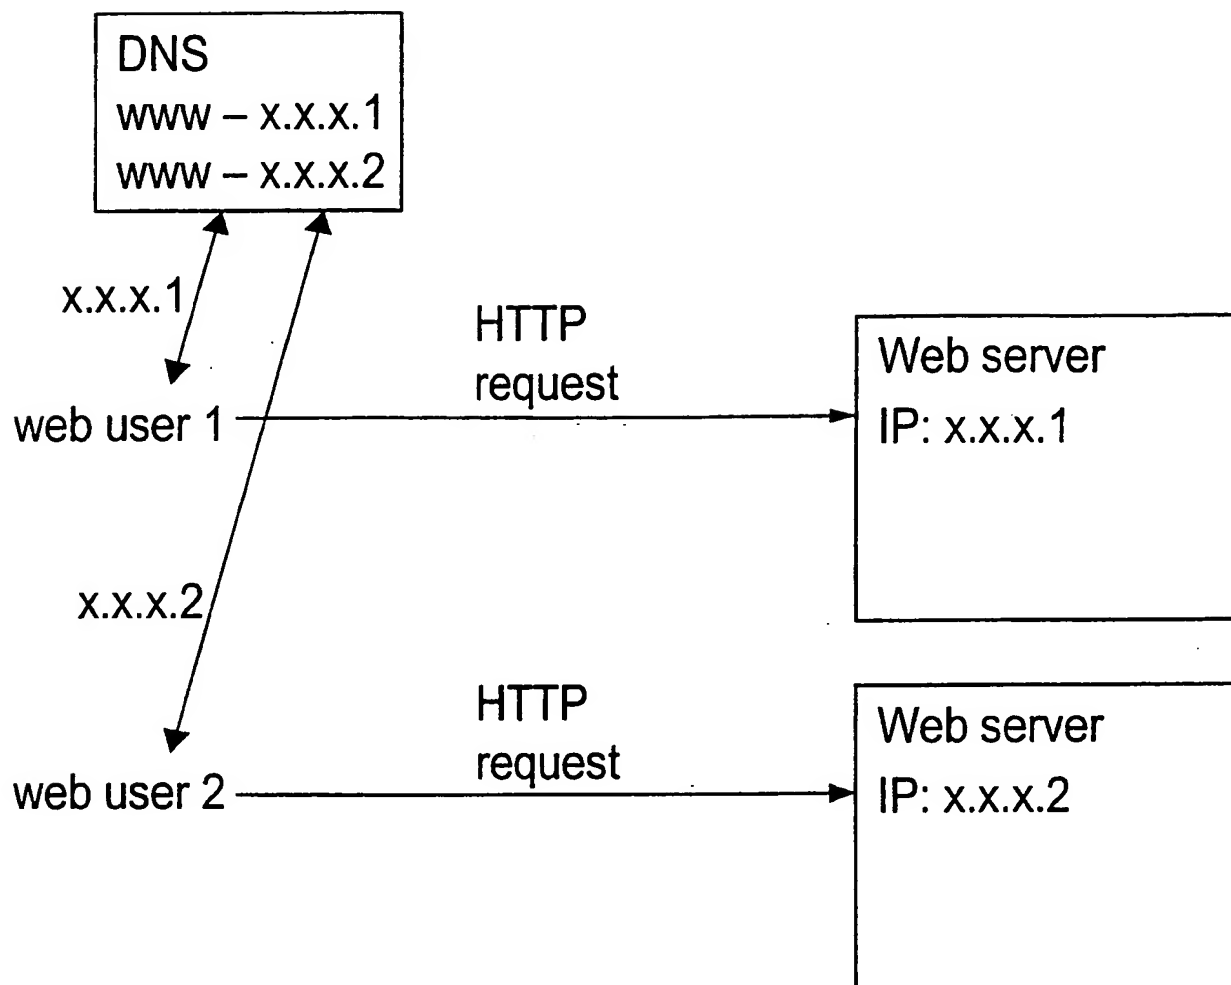 DNS
www – x.x.x.1
www – x.x.x.2
x.x.x.1
HTTP
request
Web server
IP: x.x.x.1
web user 1
x.x.x.2
HTTP
request
Web server
IP: x.x.x.2
web user 2